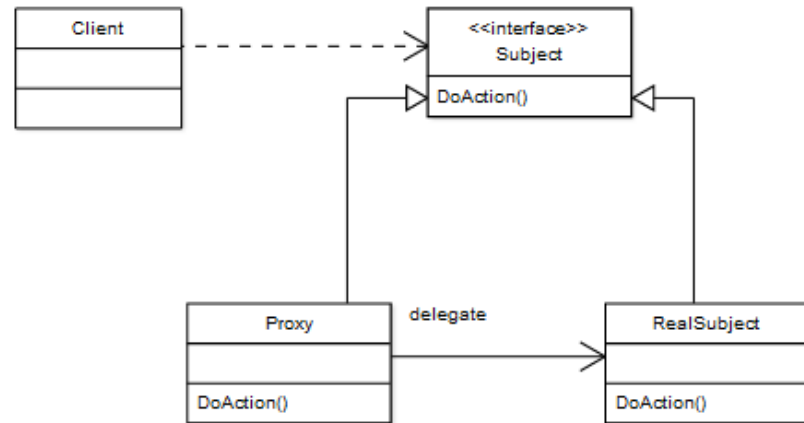 Client
<<interface>>
Subject
DoAction()
Proxy
delegate
RealSubject
DoAction()
DoAction()